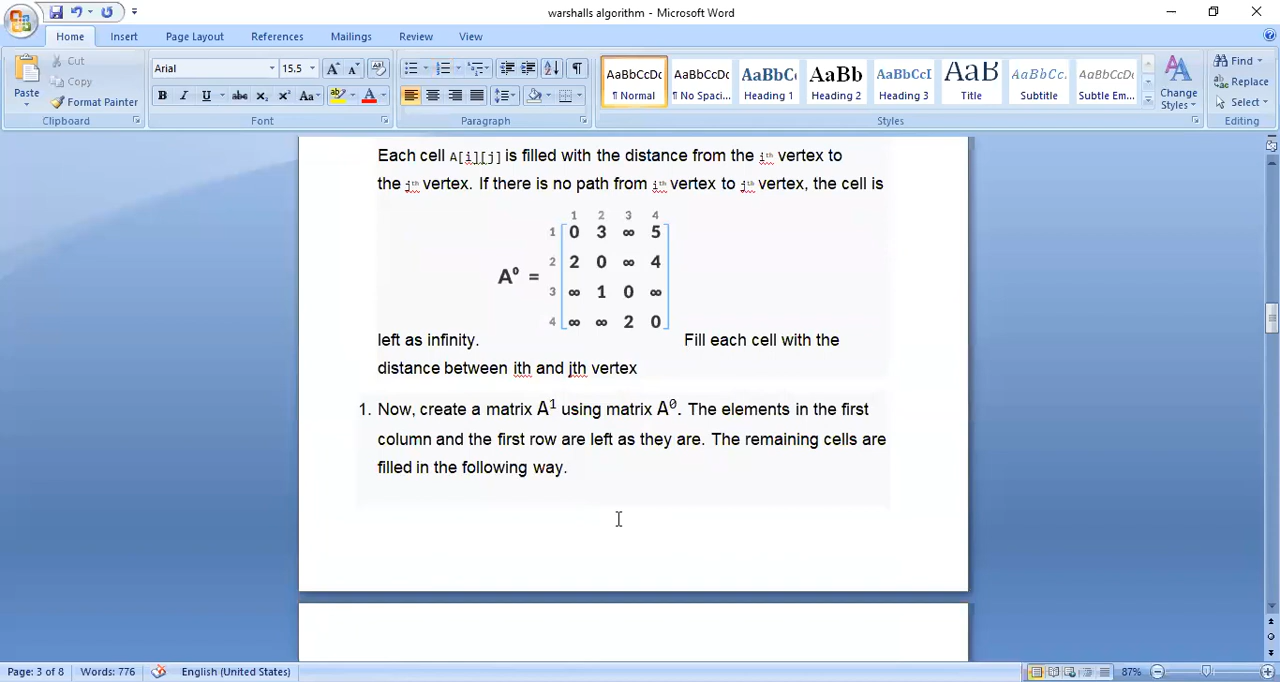 warshalls algorithm - Microsoft Word
Home Insert Page Layout References Mailings Review View
Paste
Cut
Copy
Format Painter
Clipboard
Arial 15.5
B I U abc x₂ x² Aa
Font
Paragraph
AaBbCcDc AaBbCcDc AaBbC AaBb AaBbCcI AaB AaBbCc. AaBbCcDc
¶ Normal ¶ No Spaci... Heading 1 Heading 2 Heading 3 Title Subtitle Subtle Em...
Change
Styles
Styles
Find
Replace
Select
Editing
Each cell A[i][j] is filled with the distance from the iᵗʰ vertex to
the jᵗʰ vertex. If there is no path from iᵗʰ vertex to jᵗʰ vertex, the cell is
1 2 3 4
1 0 3 ∞ 5
2 2 0 ∞ 4
A⁰ =
3 ∞ 1 0 ∞
4 ∞ ∞ 2 0
left as infinity. Fill each cell with the
distance between ith and jth vertex
1. Now, create a matrix A¹ using matrix A⁰. The elements in the first
column and the first row are left as they are. The remaining cells are
filled in the following way.
Page: 3 of 8 Words: 776 English (United States) 87%